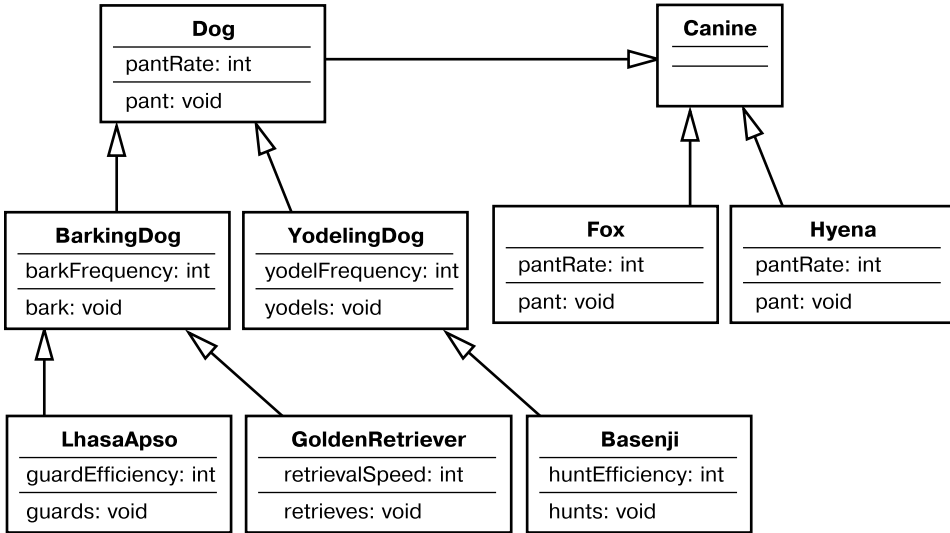 Dog
pantRate: int
pant: void
Canine
BarkingDog
barkFrequency: int
bark: void
YodelingDog
yodelFrequency: int
yodels: void
Fox
pantRate: int
pant: void
Hyena
pantRate: int
pant: void
LhasaApso
guardEfficiency: int
guards: void
GoldenRetriever
retrievalSpeed: int
retrieves: void
Basenji
huntEfficiency: int
hunts: void